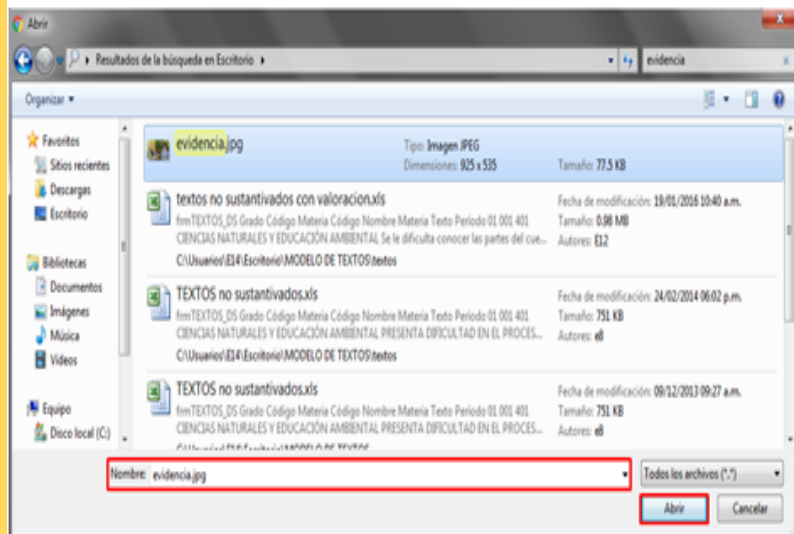 Abrir
Resultados de la búsqueda en Escritorio
evidencia
Organizar
Favoritos
Sitios recientes
Descargas
Escritorio
Bibliotecas
Documentos
Imágenes
Música
Vídeos
Equipo
Disco local (C:)
evidencia.jpg
Tipo: Imagen JPEG
Dimensiones: 925 x 535
Tamaño: 77.5 KB
textos no sustantivados con valoracion.xls
Fecha de modificación: 19/01/2016 10:40 a.m.
frmTEXTOS_DS Grado Código Materia Código Nombre Materia Texto Periodo 01 001 401
Tamaño: 0.98 MB
CIENCIAS NATURALES Y EDUCACIÓN AMBIENTAL Se le dificulta conocer las partes del cue...
Autores: E12
C:\Usuarios\E14\Escritorio\MODELO DE TEXTOS\textos
TEXTOS no sustantivados.xls
Fecha de modificación: 24/02/2014 06:02 p.m.
frmTEXTOS_DS Grado Código Materia Código Nombre Materia Texto Periodo 01 001 401
Tamaño: 751 KB
CIENCIAS NATURALES Y EDUCACIÓN AMBIENTAL PRESENTA DIFICULTAD EN EL PROCES...
Autores: e8
C:\Usuarios\E14\Escritorio\MODELO DE TEXTOS\textos
TEXTOS no sustantivados.xls
Fecha de modificación: 09/12/2013 09:27 a.m.
frmTEXTOS_DS Grado Código Materia Código Nombre Materia Texto Periodo 01 001 401
Tamaño: 751 KB
CIENCIAS NATURALES Y EDUCACIÓN AMBIENTAL PRESENTA DIFICULTAD EN EL PROCES...
Autores: e8
Nombre: evidencia.jpg
Todos los archivos (*.*)
Abrir
Cancelar